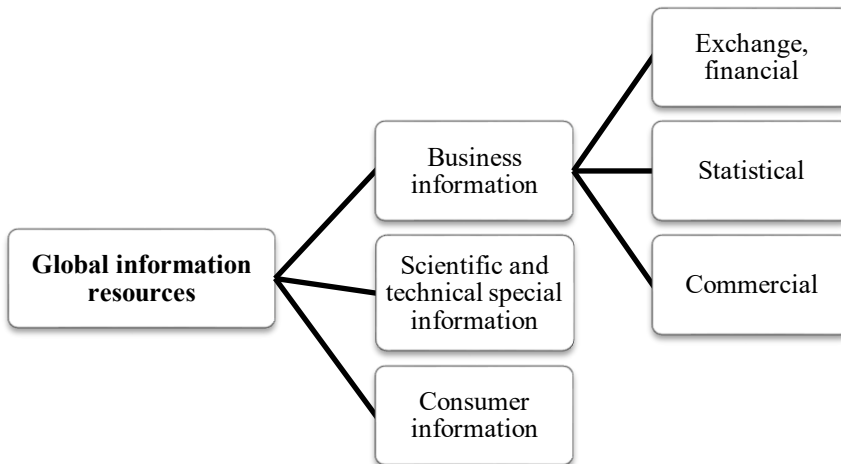 Global information
resources
Business
information
Scientific and
technical special
information
Consumer
information
Exchange,
financial
Statistical
Commercial